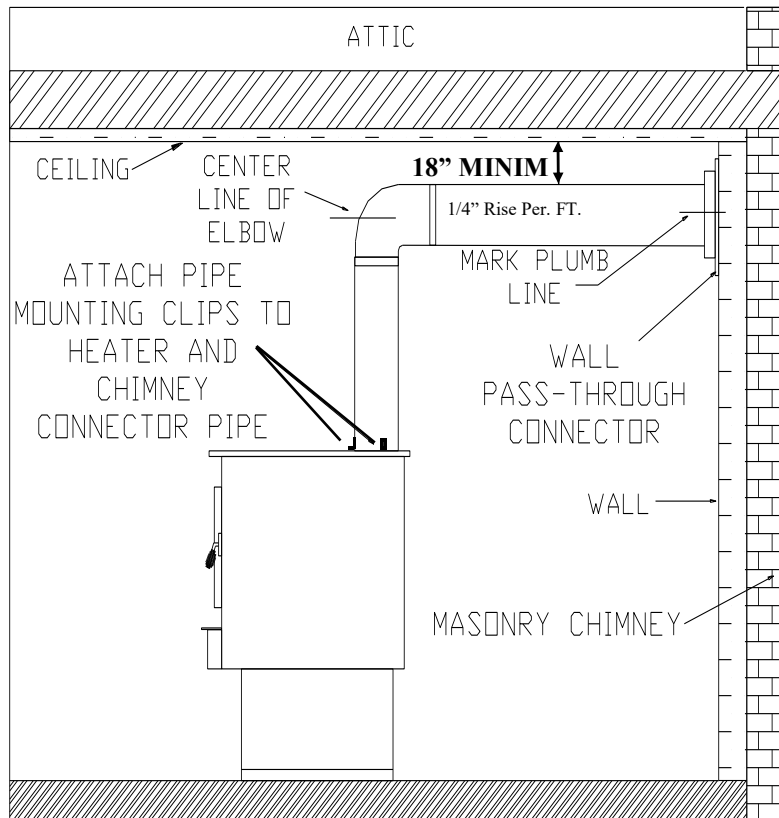 ATTIC
CEILING
CENTER
LINE OF
ELBOW
18” MINIM
1/4” Rise Per. FT.
MARK PLUMB
LINE
ATTACH PIPE
MOUNTING CLIPS TO
HEATER AND
CHIMNEY
CONNECTOR PIPE
WALL
PASS-THROUGH
CONNECTOR
WALL
MASONRY CHIMNEY